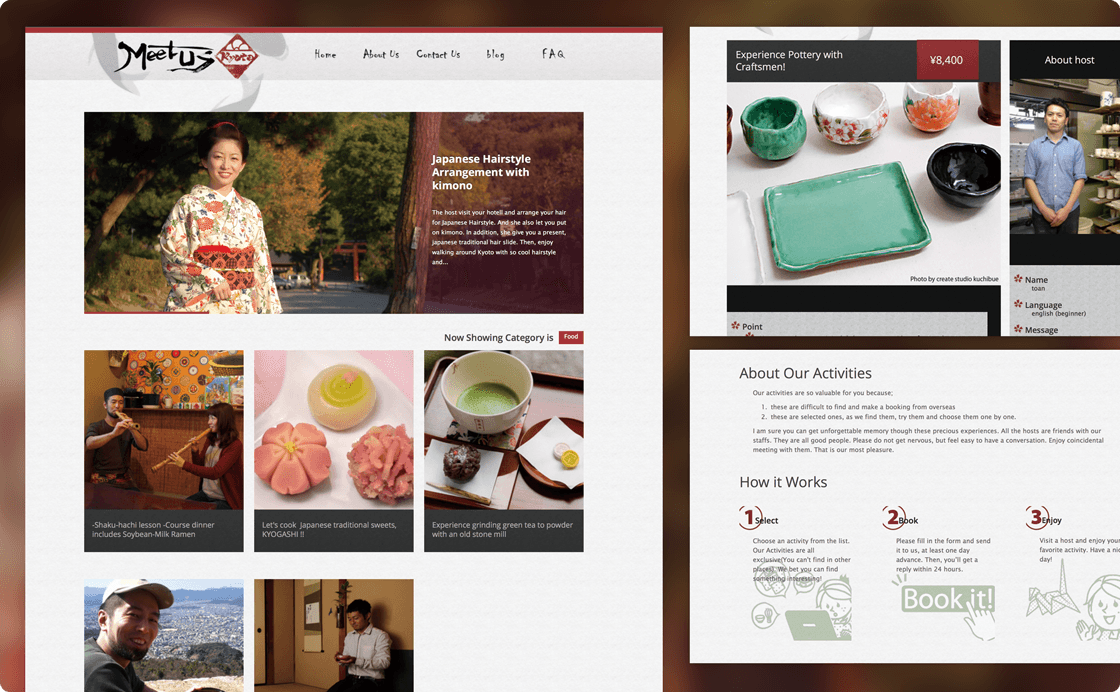 Meet us Kyoto
Home About Us Contact Us blog FAQ
Japanese Hairstyle
Arrangement with
kimono
The host visit your hotell and arrange your hair
for Japanese Hairstyle. And she also let you put
on kimono. In addition, she give you a present,
japanese traditional hair slide. Then, enjoy
walking around Kyoto with so cool hairstyle
and...
Now Showing Category is Food
-Shaku-hachi lesson -Course dinner
includes Soybean-Milk Ramen
Let's cook Japanese traditional sweets,
KYOGASHI !!
Experience grinding green tea to powder
with an old stone mill
Experience Pottery with
Craftsmen!
¥8,400
Photo by create studio kuchibue
Point
About host
Name
toan
Language
english (beginner)
Message
About Our Activities
Our activities are so valuable for you because;
1. these are difficult to find and make a booking from overseas
2. these are selected ones, as we find them, try them and choose them one by one.
I am sure you can get unforgettable memory though these precious experiences. All the hosts are friends with our
staffs. They are all good people. Please do not get nervous, but feel easy to have a conversation. Enjoy coincidental
meeting with them. That is our most pleasure.
How it Works
1 Select
Choose an activity from the list.
Our Activities are all
exclusive(You can't find in other
places). We bet you can find
something interesting!
2 Book
Please fill in the form and send
it to us, at least one day
advance. Then, you'll get a
reply within 24 hours.
Book it!
3 Enjoy
Visit a host and enjoy your
favorite activity. Have a nic
day!